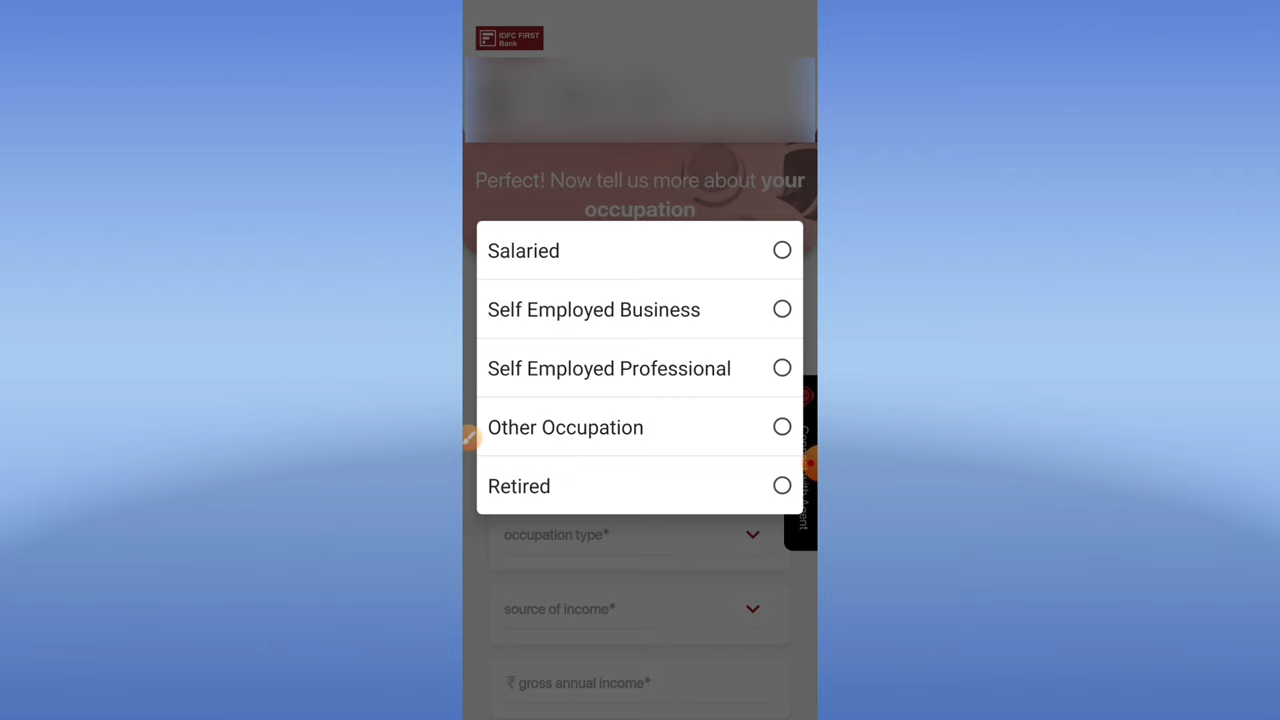 IDFC FIRST
Bank
Perfect! Now tell us more about your
occupation
Salaried
Self Employed Business
Self Employed Professional
Other Occupation
Retired
occupation type*
source of income*
₹ gross annual income*